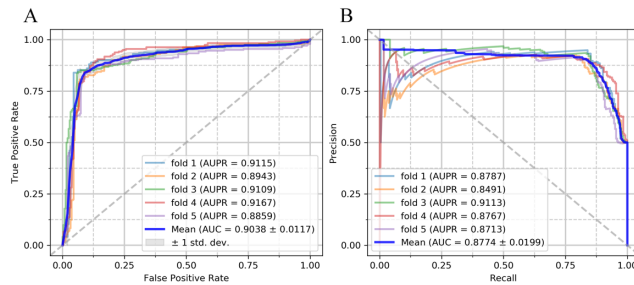 A
True Positive Rate
1.00
0.75
0.50
0.25
0.00
fold 1 (AUPR = 0.9115)
fold 2 (AUPR = 0.8943)
fold 3 (AUPR = 0.9109)
fold 4 (AUPR = 0.9167)
fold 5 (AUPR = 0.8859)
Mean (AUC = 0.9038 ± 0.0117)
± 1 std. dev.
0.00 0.25 0.50 0.75 1.00
False Positive Rate
B
Precision
1.00
0.75
0.50
0.25
0.00
fold 1 (AUPR = 0.8787)
fold 2 (AUPR = 0.8491)
fold 3 (AUPR = 0.9113)
fold 4 (AUPR = 0.8767)
fold 5 (AUPR = 0.8713)
Mean (AUC = 0.8774 ± 0.0199)
0.00 0.25 0.50 0.75 1.00
Recall